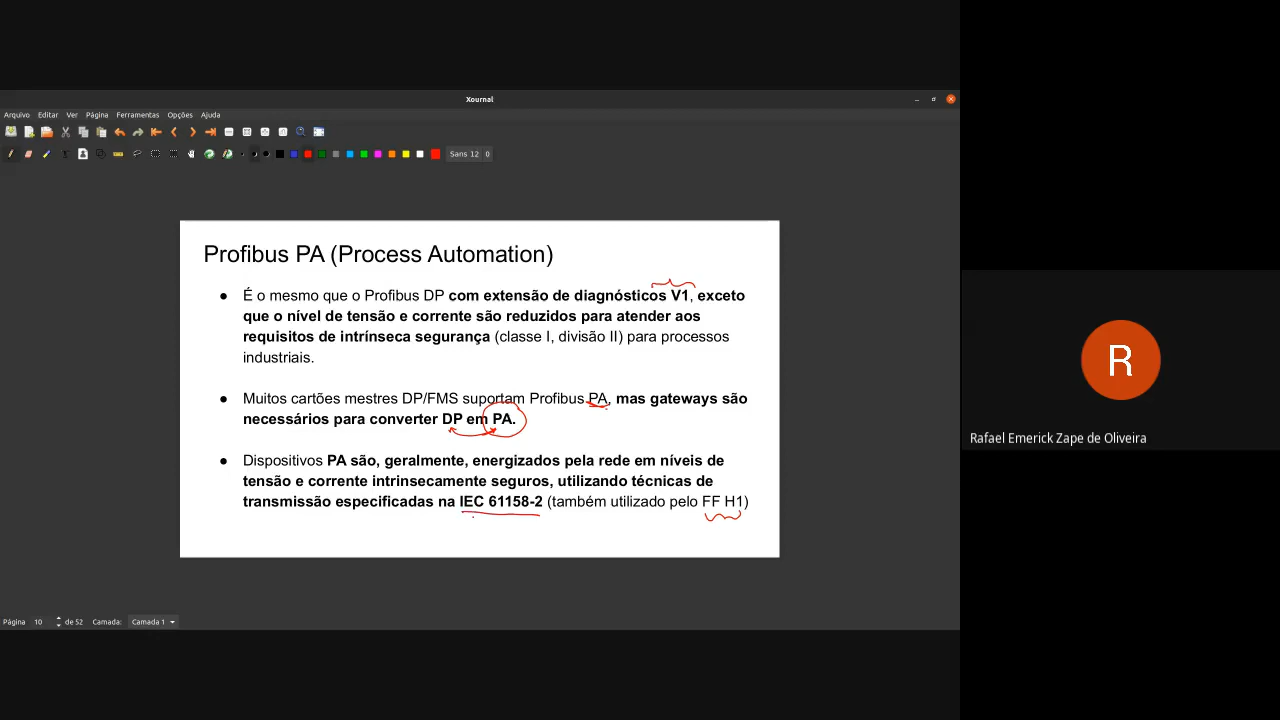 Xournal
Arquivo Editar Ver Página Ferramentas Opções Ajuda
Sans 12 0
Profibus PA (Process Automation)
● É o mesmo que o Profibus DP com extensão de diagnósticos V1, exceto
que o nível de tensão e corrente são reduzidos para atender aos
requisitos de intrínseca segurança (classe I, divisão II) para processos
industriais.
● Muitos cartões mestres DP/FMS suportam Profibus PA, mas gateways são
necessários para converter DP em PA.
● Dispositivos PA são, geralmente, energizados pela rede em níveis de
tensão e corrente intrinsecamente seguros, utilizando técnicas de
transmissão especificadas na IEC 61158-2 (também utilizado pelo FF H1)
R
Rafael Emerick Zape de Oliveira
Página 10 de 52 Camada: Camada 1